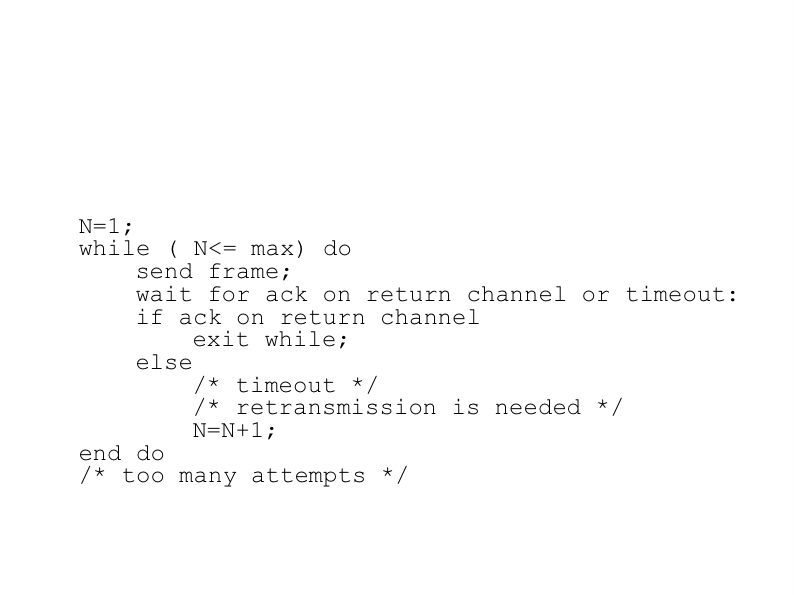 N=1;
while ( N<= max) do
send frame;
wait for ack on return channel or timeout:
if ack on return channel
exit while;
else
/* timeout */
/* retransmission is needed */
N=N+1;
end do
/* too many attempts */